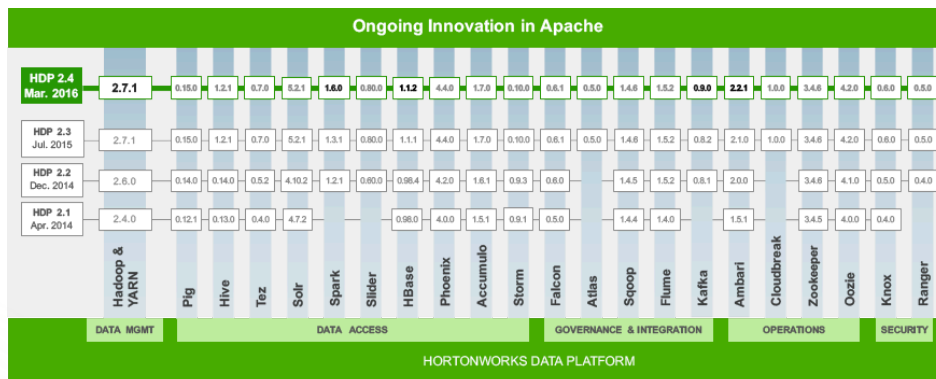 Ongoing Innovation in Apache
HDP 2.4
Mar. 2016
2.7.1 0.15.0 1.2.1 0.7.0 5.2.1 1.6.0 0.80.0 1.1.2 4.4.0 1.7.0 0.10.0 0.6.1 0.5.0 1.4.6 1.5.2 0.9.0 2.2.1 1.0.0 3.4.6 4.2.0 0.6.0 0.5.0
HDP 2.3
Jul. 2015
2.7.1 0.15.0 1.2.1 0.7.0 5.2.1 1.3.1 0.80.0 1.1.1 4.4.0 1.7.0 0.10.0 0.6.1 0.5.0 1.4.6 1.5.2 0.8.2 2.1.0 1.0.0 3.4.6 4.2.0 0.6.0 0.5.0
HDP 2.2
Dec. 2014
2.6.0 0.14.0 0.14.0 0.5.2 4.10.2 1.2.1 0.60.0 0.98.4 4.2.0 1.6.1 0.9.3 0.6.0 1.4.5 1.5.2 0.8.1 2.0.0 3.4.6 4.1.0 0.5.0 0.4.0
HDP 2.1
Apr. 2014
2.4.0 0.12.1 0.13.0 0.4.0 4.7.2 0.98.0 4.0.0 1.5.1 0.9.1 0.5.0 1.4.4 1.4.0 1.5.1 3.4.5 4.0.0 0.4.0
Hadoop &
YARN
Pig
Hive
Tez
Solr
Spark
Slider
HBase
Phoenix
Accumulo
Storm
Falcon
Atlas
Sqoop
Flume
Kafka
Ambari
Cloudbreak
Zookeeper
Oozie
Knox
Ranger
DATA MGMT DATA ACCESS GOVERNANCE & INTEGRATION OPERATIONS SECURITY
HORTONWORKS DATA PLATFORM